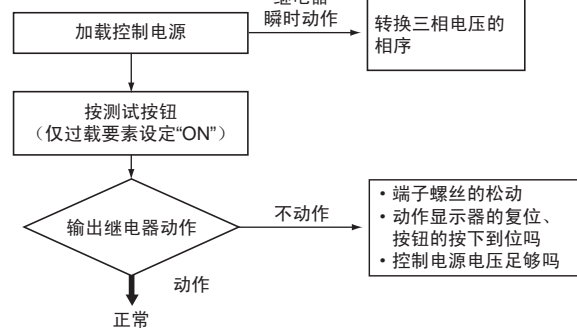 加载控制电源
瞬时动作
转换三相电压的
相序
按测试按钮
（仅过载要素设定“ON”）
输出继电器动作
不动作
・端子螺丝的松动
・动作显示器的复位、
按钮的按下到位吗
・控制电源电压足够吗
动作
正常